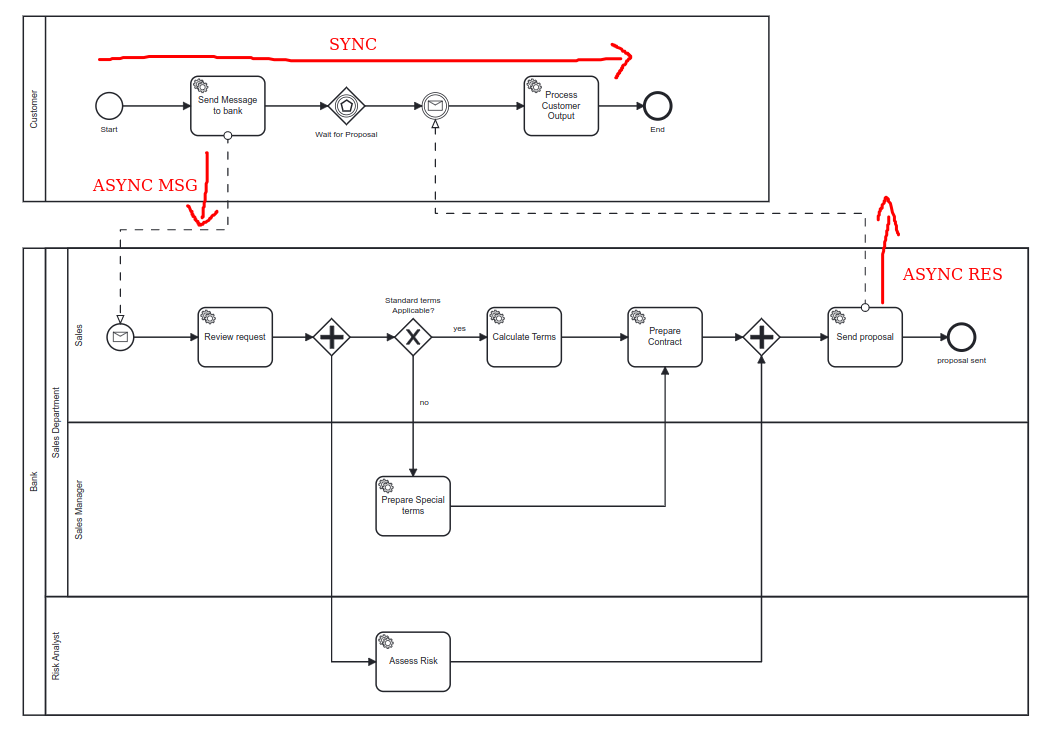 SYNC
Customer
Send Message
to bank
Process
Customer
Output
Start
Wait for Proposal
End
ASYNC MSG
ASYNC RES
Bank
Sales Department
Sales
Standard terms
Applicable?
Review request
yes
Calculate Terms
Prepare
Contract
Send proposal
proposal sent
no
Sales Manager
Prepare Special
terms
Risk Analyst
Assess Risk